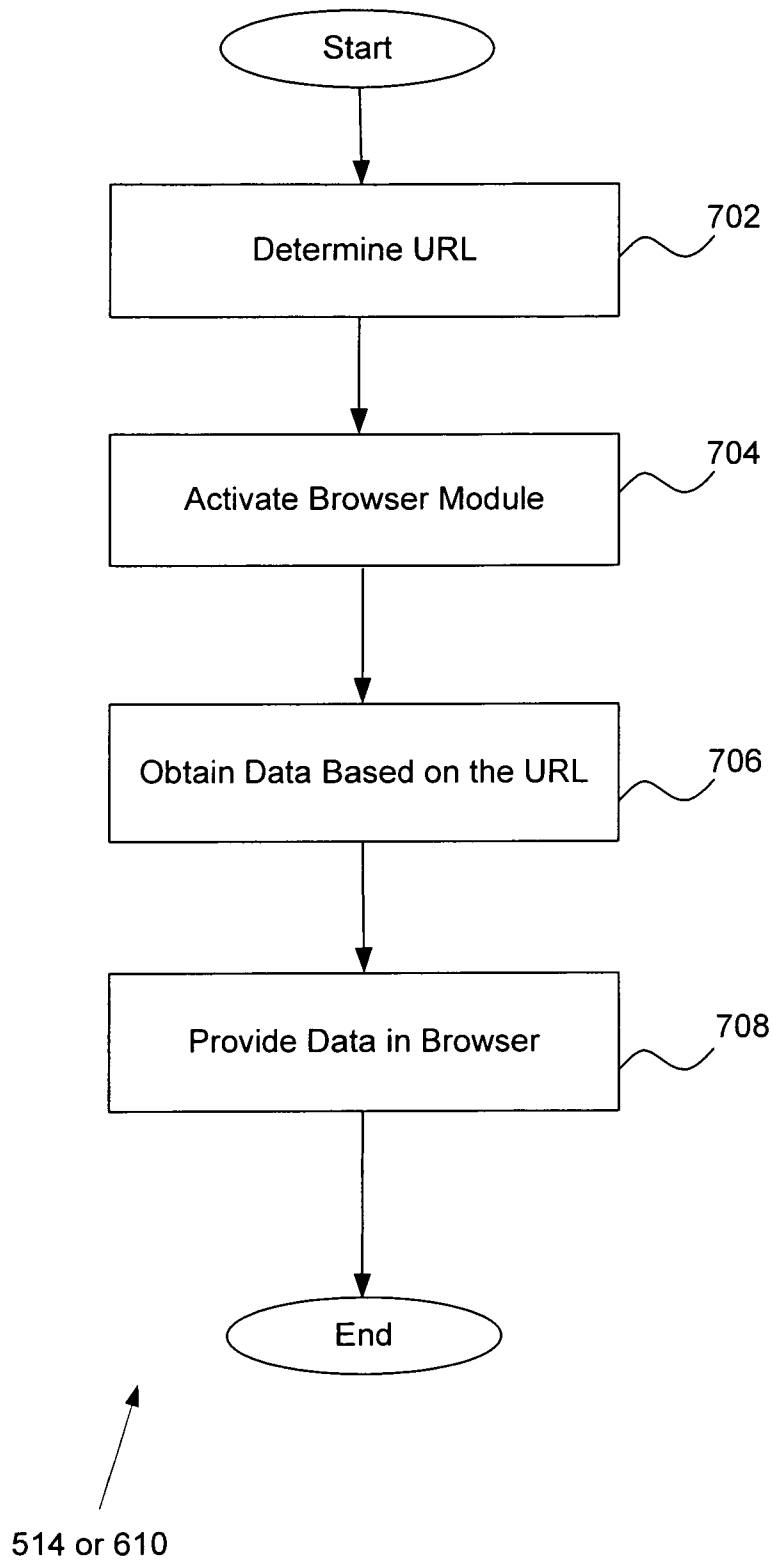 Start
Determine URL
702
Activate Browser Module
704
Obtain Data Based on the URL
706
Provide Data in Browser
708
End
514 or 610